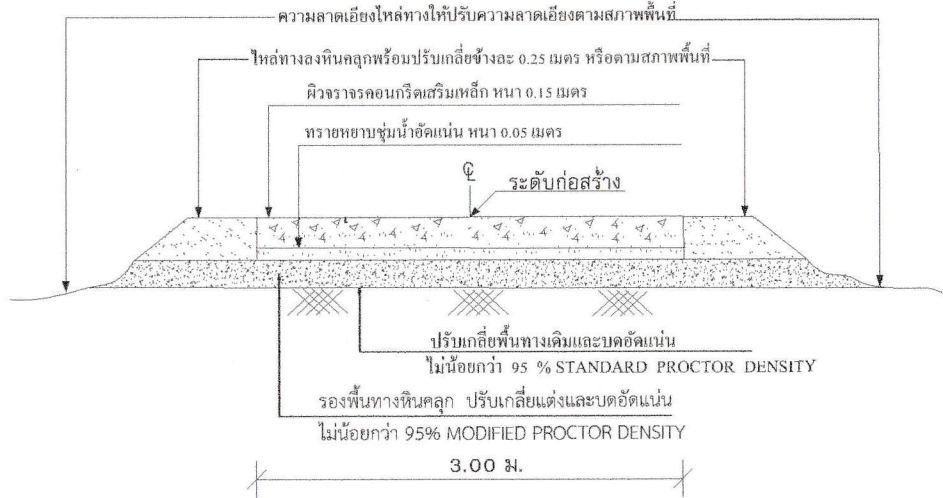 ความลาดเอียงไหล่ทางให้ปรับความลาดเอียงตามสภาพพื้นที่
ไหล่ทางลงหินคลุกพร้อมปรับเกลี่ยข้างละ 0.25 เมตร หรือตามสภาพพื้นที่
ผิวจราจรคอนกรีตเสริมเหล็ก หนา 0.15 เมตร
ทรายหยาบชุ่มน้ำอัดแน่น หนา 0.05 เมตร
℄
ระดับก่อสร้าง
ปรับเกลี่ยพื้นทางเดิมและบดอัดแน่น
ไม่น้อยกว่า 95 % STANDARD PROCTOR DENSITY
รองพื้นทางหินคลุก ปรับเกลี่ยแต่งและบดอัดแน่น
ไม่น้อยกว่า 95% MODIFIED PROCTOR DENSITY
3.00 ม.